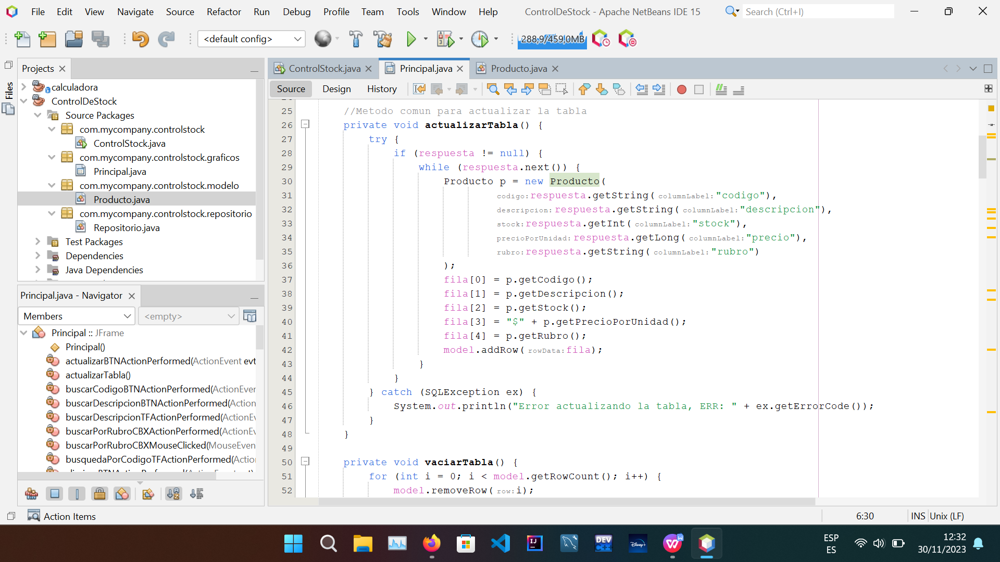 File Edit View Navigate Source Refactor Run Debug Profile Team Tools Window Help ControlDeStock - Apache NetBeans IDE 15 Search (Ctrl+I)
<default config> 288,9/459,0MB
Files
Projects
calculadora
ControlDeStock
Source Packages
com.mycompany.controlstock
ControlStock.java
com.mycompany.controlstock.graficos
Principal.java
com.mycompany.controlstock.modelo
Producto.java
com.mycompany.controlstock.repositorio
Repositorio.java
Test Packages
Dependencies
Java Dependencies
Principal.java - Navigator
Members <empty>
Principal :: JFrame
Principal()
actualizarBTNActionPerformed(ActionEvent evt
actualizarTabla()
buscarCodigoBTNActionPerformed(ActionEver
buscarDescripcionBTNActionPerformed(Action
buscarDescripcionTFActionPerformed(ActionEv
buscarPorRubroCBXActionPerformed(ActionEv
buscarPorRubroCBXMouseClicked(MouseEven
busquedaPorCodigoTFActionPerformed(Actio
ControlStock.java Principal.java Producto.java
Source Design History
25 //Metodo comun para actualizar la tabla
26 private void actualizarTabla() {
27 try {
28 if (respuesta != null) {
29 while (respuesta.next()) {
30 Producto p = new Producto(
31 codigo: respuesta.getString( columnLabel: "codigo"),
32 descripcion: respuesta.getString( columnLabel: "descripcion"),
33 stock: respuesta.getInt( columnLabel: "stock"),
34 precioPorUnidad: respuesta.getLong( columnLabel: "precio"),
35 rubro: respuesta.getString( columnLabel: "rubro")
36 );
37 fila[0] = p.getCodigo();
38 fila[1] = p.getDescripcion();
39 fila[2] = p.getStock();
40 fila[3] = "$" + p.getPrecioPorUnidad();
41 fila[4] = p.getRubro();
42 model.addRow( rowData: fila);
43 }
44 }
45 } catch (SQLException ex) {
46 System.out.println("Error actualizando la tabla, ERR: " + ex.getErrorCode());
47 }
48 }
49
50 private void vaciarTabla() {
51 for (int i = 0; i < model.getRowCount(); i++) {
52 model.removeRow( row: i);
Action Items 6:30 INS Unix (LF)
IJ DEV C++ Disney+ W
ESP
ES
12:32
30/11/2023